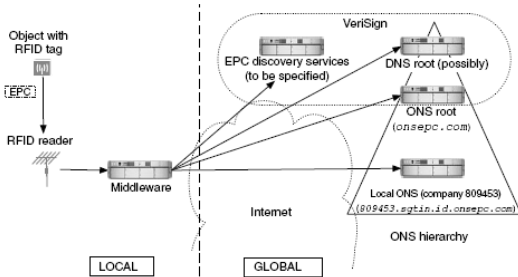 VeriSign
Object with
RFID tag
EPC
RFID reader
Middleware
EPC discovery services
(to be specified)
DNS root (possibly)
ONS root
(onsepc.com)
Local ONS (company 809453)
(809453.sgtin.id.onsepc.com)
Internet
ONS hierarchy
LOCAL
GLOBAL